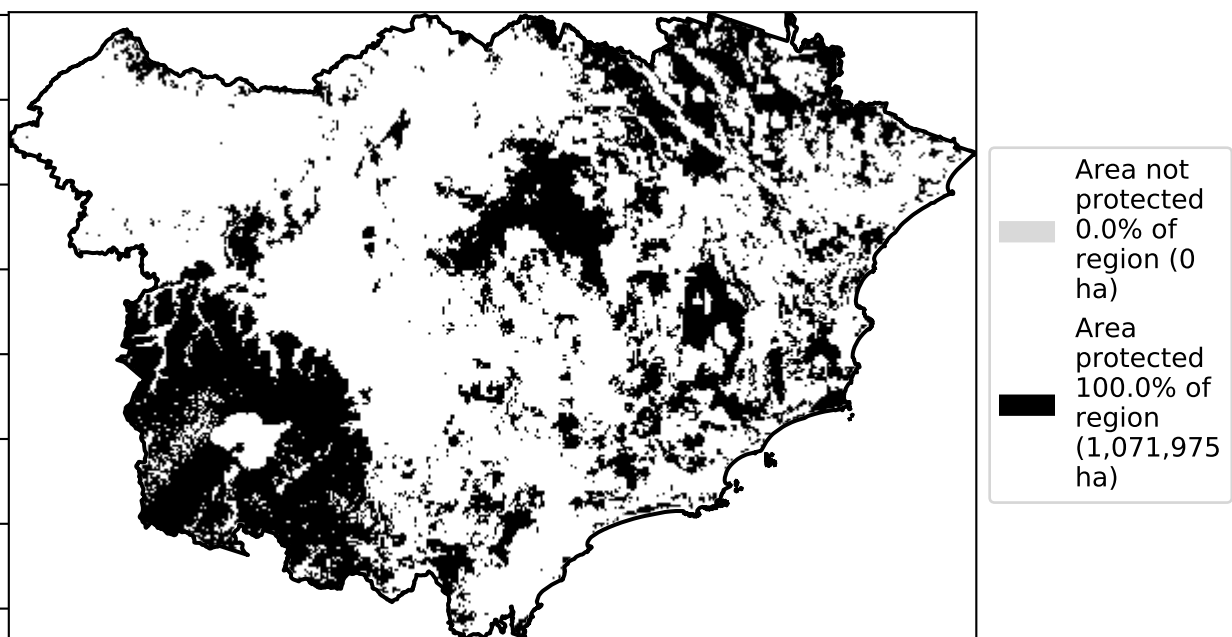 Area not
protected
0.0% of
region (0
ha)
Area
protected
100.0% of
region
(1,071,975
ha)